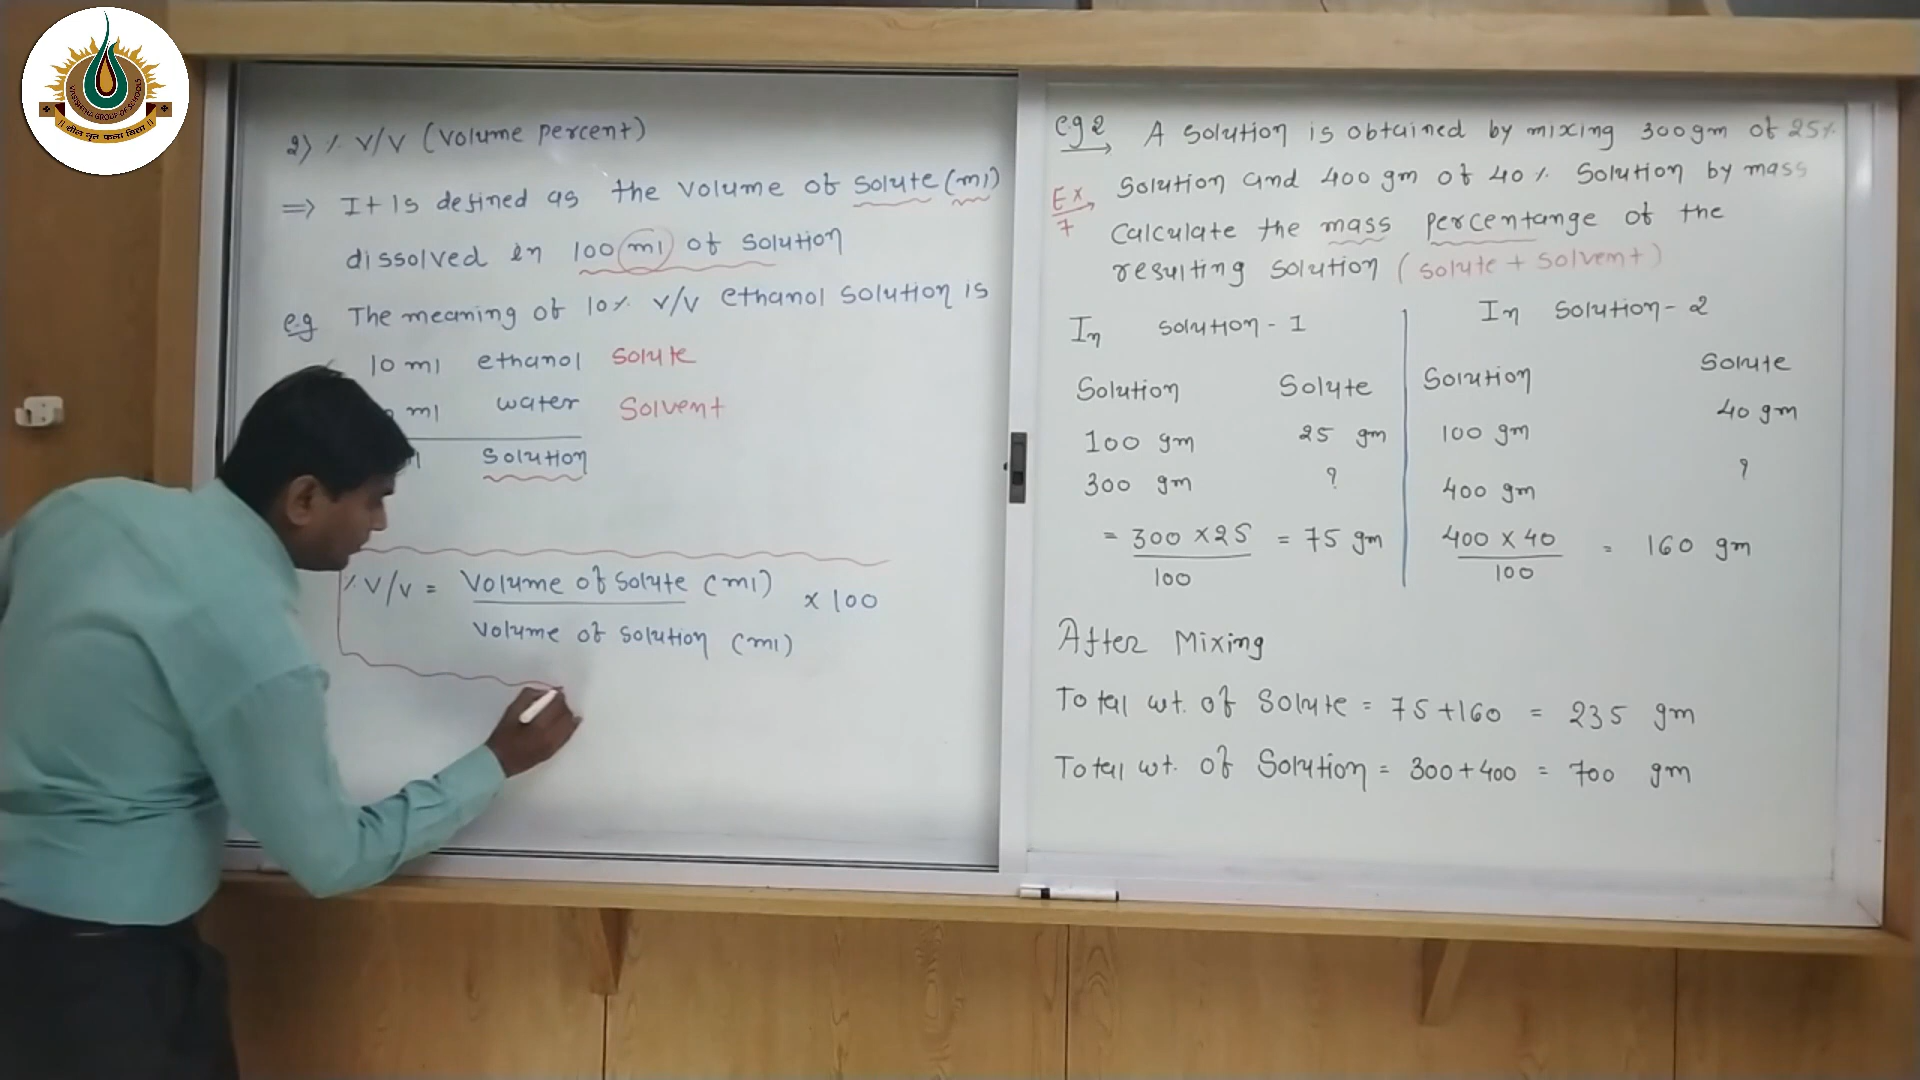 2) % V/V (Volume Percent)
=> It Is defined as the volume of solute (ml)
dissolved in 100 ml of solution
e.g The meaning of 10% V/V ethanol solution is
10 ml ethanol Solute
ml water Solvent
Solution
% V/V = Volume of Solute (ml) × 100
Volume of Solution (ml)
eg 2 A solution is obtained by mixing 300 gm of 25%
Ex 7 Solution and 400 gm of 40% Solution by mass
Calculate the mass percentange of the
resulting solution (Solute + Solvent)
In solution - 1
In solution - 2
Solution Solute
100 gm 25 gm
300 gm ?
= 300 × 25 = 75 gm
100
Solution Solute
100 gm 40 gm
400 gm ?
400 × 40 = 160 gm
100
After Mixing
Total wt. of Solute = 75 + 160 = 235 gm
Total wt. of Solution = 300 + 400 = 700 gm